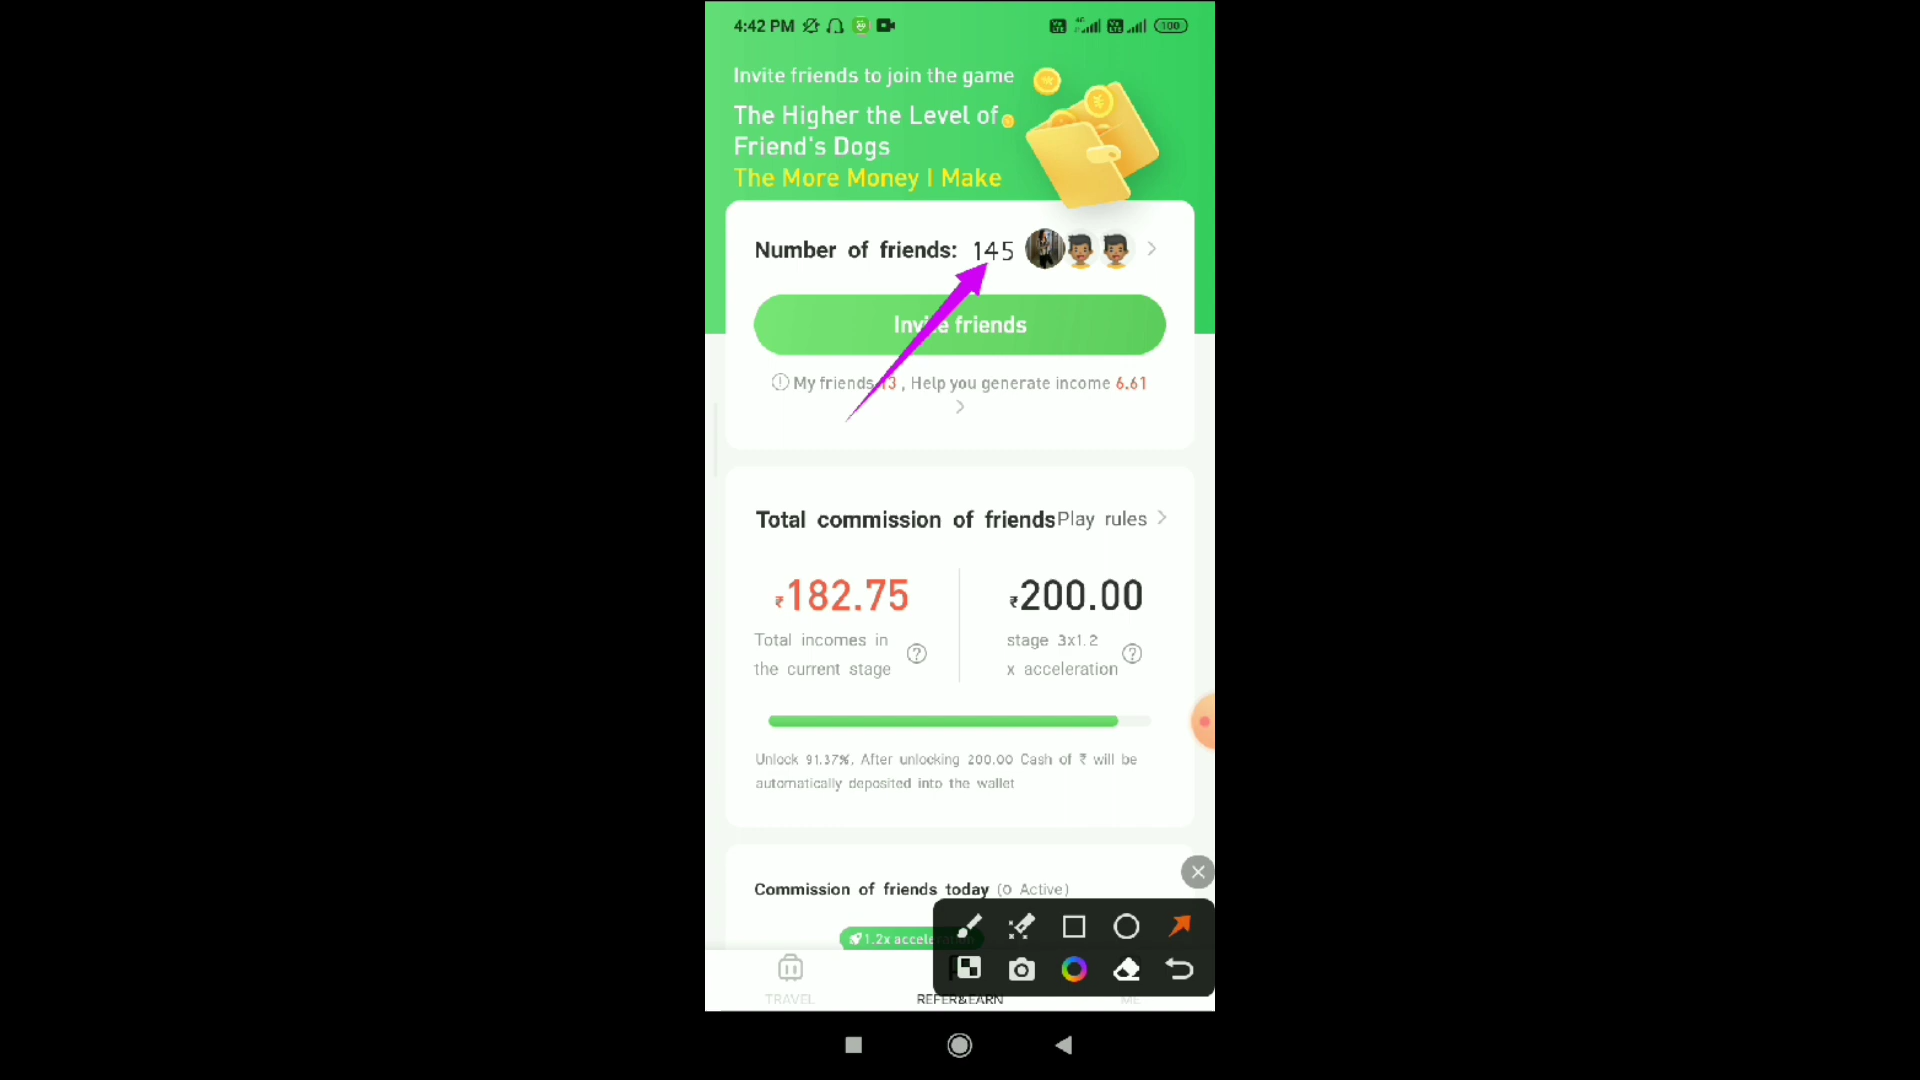 4:42 PM
100
Invite friends to join the game
The Higher the Level of
Friend's Dogs
The More Money I Make
Number of friends: 145
Invite friends
My friends 13 , Help you generate income 6.61
Total commission of friends Play rules
₹182.75
₹200.00
Total incomes in
the current stage
stage 3x1.2
x acceleration
Unlock 91.37%, After unlocking 200.00 Cash of ₹ will be
automatically deposited into the wallet
Commission of friends today (0 Active)
1.2x acceleration
TRAVEL
REFER&EARN
ME